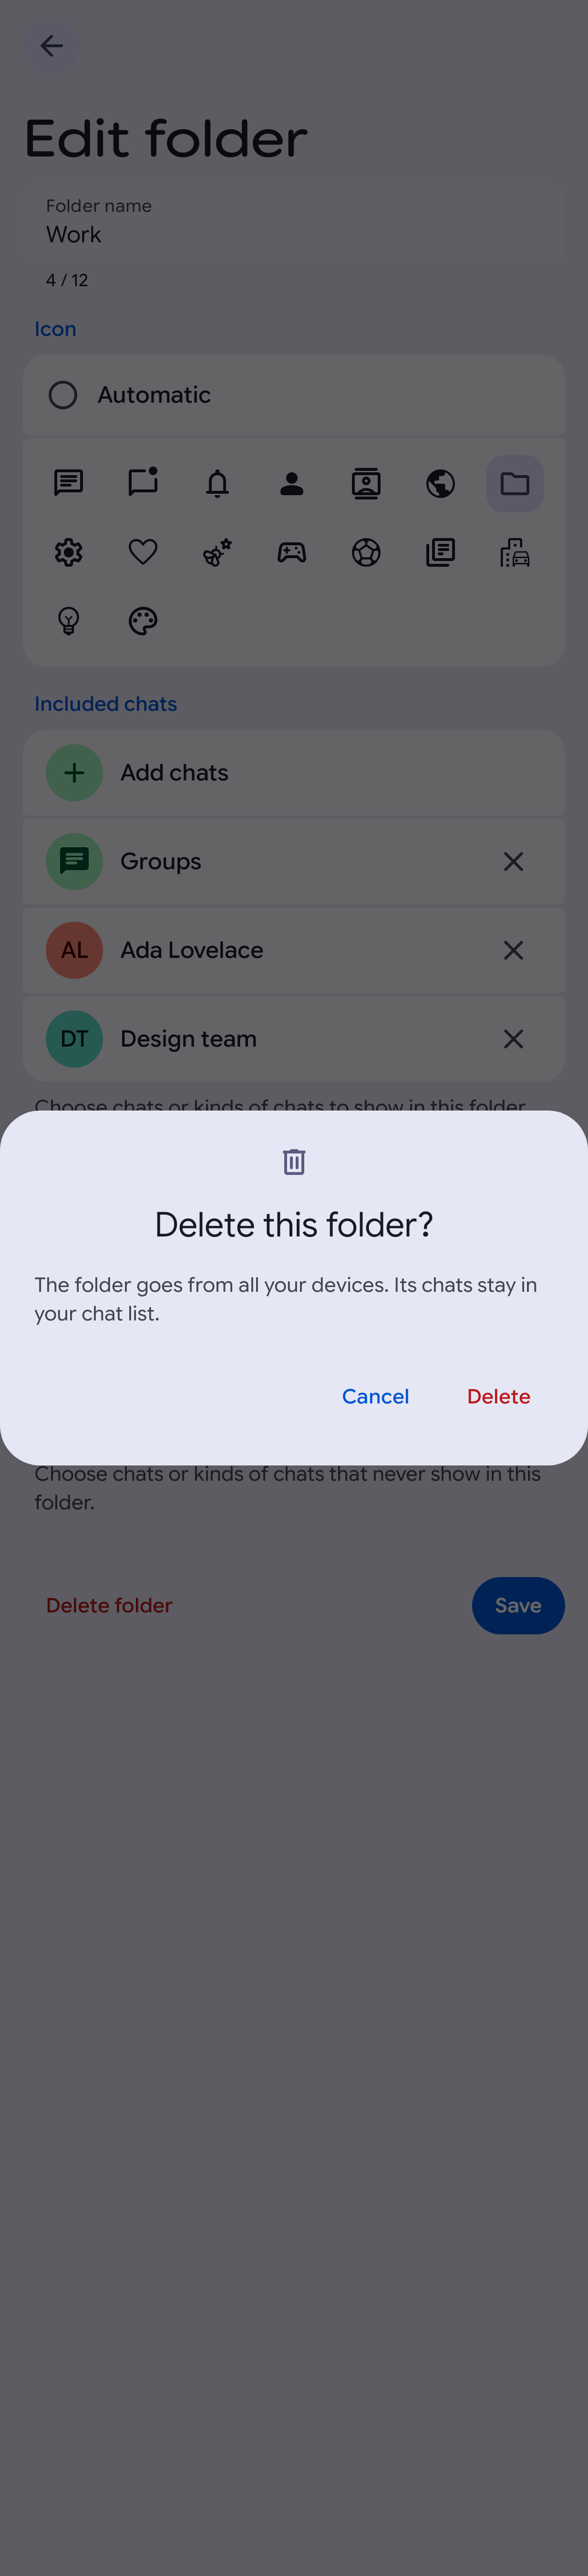 Edit folder
Folder name
Work
4 / 12
Icon
Automatic
Included chats
Add chats
Groups
AL
Ada Lovelace
DT
Design team
Choose chats or kinds of chats to show in this folder
Delete this folder?
The folder goes from all your devices. Its chats stay in
your chat list.
Cancel
Delete
Choose chats or kinds of chats that never show in this
folder.
Delete folder
Save